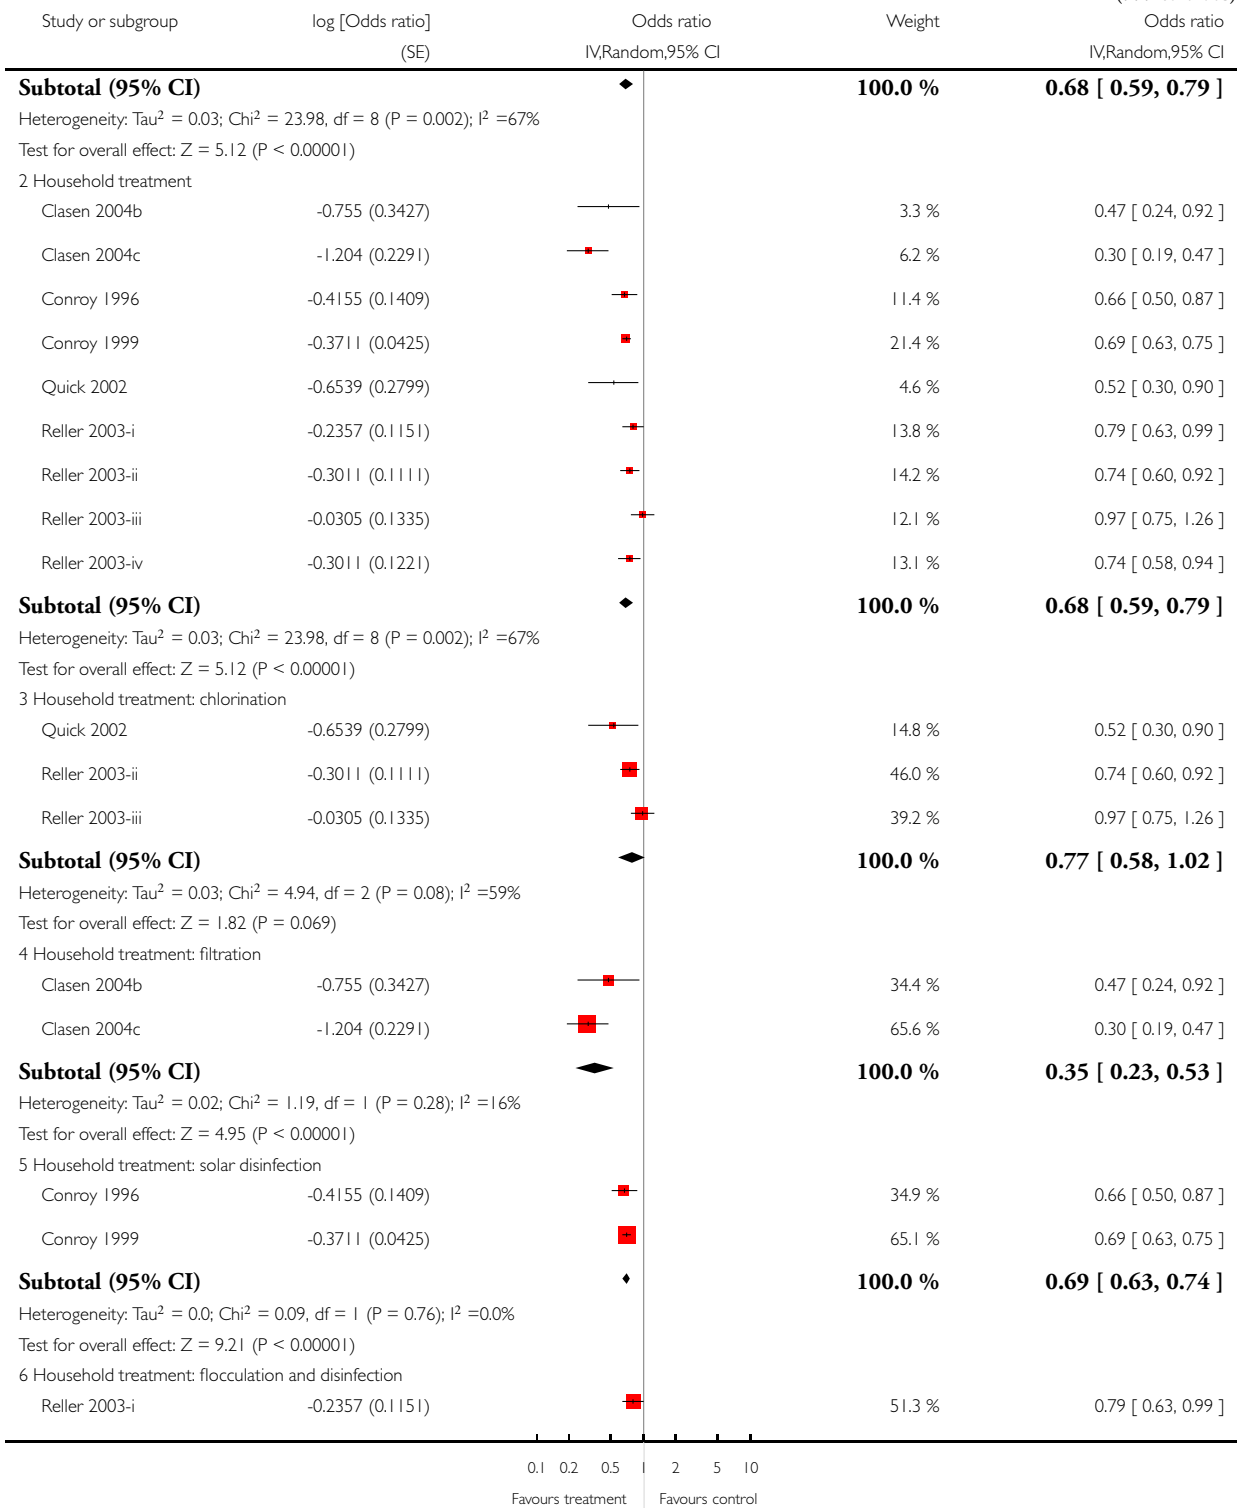 Study or subgroup log [Odds ratio] Odds ratio Weight Odds ratio
(SE) IV,Random,95% CI IV,Random,95% CI
Subtotal (95% CI) 100.0 % 0.68 [ 0.59, 0.79 ]
Heterogeneity: Tau² = 0.03; Chi² = 23.98, df = 8 (P = 0.002); I² =67%
Test for overall effect: Z = 5.12 (P < 0.00001)
2 Household treatment
Clasen 2004b -0.755 (0.3427) 3.3 % 0.47 [ 0.24, 0.92 ]
Clasen 2004c -1.204 (0.2291) 6.2 % 0.30 [ 0.19, 0.47 ]
Conroy 1996 -0.4155 (0.1409) 11.4 % 0.66 [ 0.50, 0.87 ]
Conroy 1999 -0.3711 (0.0425) 21.4 % 0.69 [ 0.63, 0.75 ]
Quick 2002 -0.6539 (0.2799) 4.6 % 0.52 [ 0.30, 0.90 ]
Reller 2003-i -0.2357 (0.1151) 13.8 % 0.79 [ 0.63, 0.99 ]
Reller 2003-ii -0.3011 (0.1111) 14.2 % 0.74 [ 0.60, 0.92 ]
Reller 2003-iii -0.0305 (0.1335) 12.1 % 0.97 [ 0.75, 1.26 ]
Reller 2003-iv -0.3011 (0.1221) 13.1 % 0.74 [ 0.58, 0.94 ]
Subtotal (95% CI) 100.0 % 0.68 [ 0.59, 0.79 ]
Heterogeneity: Tau² = 0.03; Chi² = 23.98, df = 8 (P = 0.002); I² =67%
Test for overall effect: Z = 5.12 (P < 0.00001)
3 Household treatment: chlorination
Quick 2002 -0.6539 (0.2799) 14.8 % 0.52 [ 0.30, 0.90 ]
Reller 2003-ii -0.3011 (0.1111) 46.0 % 0.74 [ 0.60, 0.92 ]
Reller 2003-iii -0.0305 (0.1335) 39.2 % 0.97 [ 0.75, 1.26 ]
Subtotal (95% CI) 100.0 % 0.77 [ 0.58, 1.02 ]
Heterogeneity: Tau² = 0.03; Chi² = 4.94, df = 2 (P = 0.08); I² =59%
Test for overall effect: Z = 1.82 (P = 0.069)
4 Household treatment: filtration
Clasen 2004b -0.755 (0.3427) 34.4 % 0.47 [ 0.24, 0.92 ]
Clasen 2004c -1.204 (0.2291) 65.6 % 0.30 [ 0.19, 0.47 ]
Subtotal (95% CI) 100.0 % 0.35 [ 0.23, 0.53 ]
Heterogeneity: Tau² = 0.02; Chi² = 1.19, df = 1 (P = 0.28); I² =16%
Test for overall effect: Z = 4.95 (P < 0.00001)
5 Household treatment: solar disinfection
Conroy 1996 -0.4155 (0.1409) 34.9 % 0.66 [ 0.50, 0.87 ]
Conroy 1999 -0.3711 (0.0425) 65.1 % 0.69 [ 0.63, 0.75 ]
Subtotal (95% CI) 100.0 % 0.69 [ 0.63, 0.74 ]
Heterogeneity: Tau² = 0.0; Chi² = 0.09, df = 1 (P = 0.76); I² =0.0%
Test for overall effect: Z = 9.21 (P < 0.00001)
6 Household treatment: flocculation and disinfection
Reller 2003-i -0.2357 (0.1151) 51.3 % 0.79 [ 0.63, 0.99 ]
0.1 0.2 0.5 1 2 5 10
Favours treatment Favours control